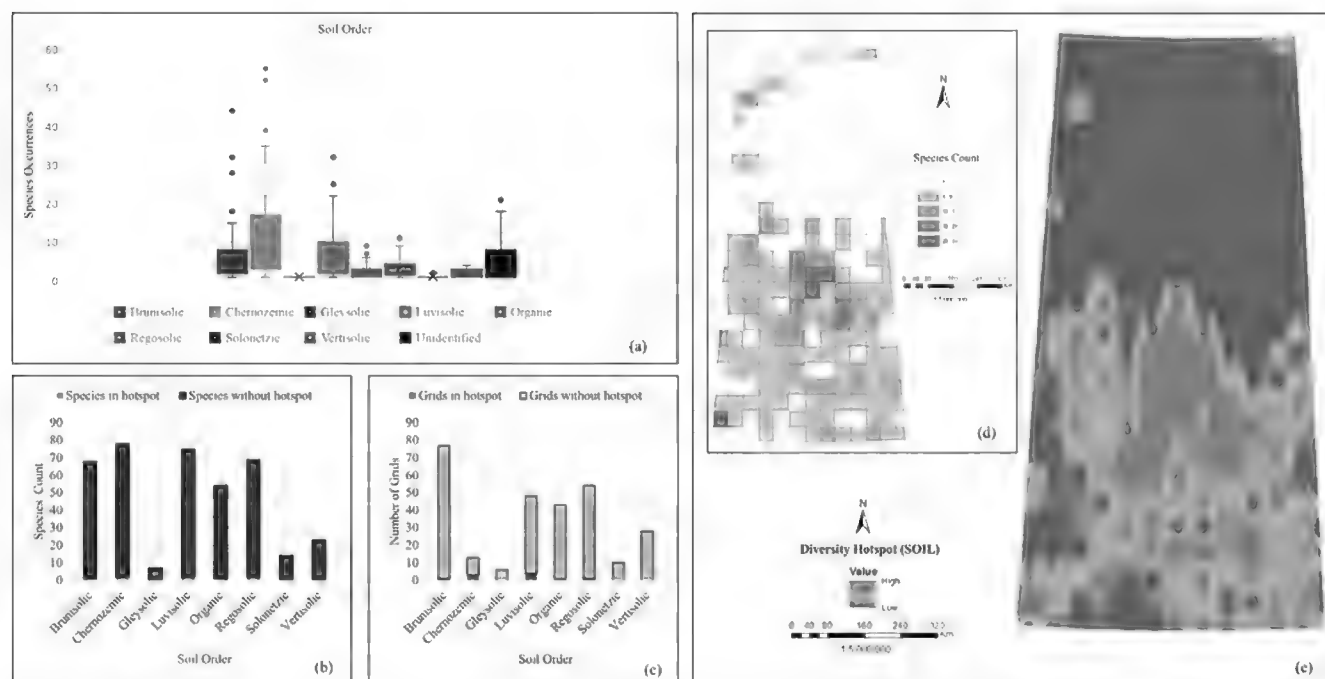 Soil Order
Species Occurrences
60
50
40
30
20
10
0
Brunisolic
Chernozemic
Gleysolic
Luvisolic
Organic
Regosolic
Solonetzic
Vertisolic
Unidentified
(a)
Species in hotspot
Species without hotspot
Species Count
90
80
70
60
50
40
30
20
10
0
Brunisolic
Chernozemic
Gleysolic
Luvisolic
Organic
Regosolic
Solonetzic
Vertisolic
Soil Order
(b)
Grids in hotspot
Grids without hotspot
Number of Grids
90
80
70
60
50
40
30
20
10
0
Brunisolic
Chernozemic
Gleysolic
Luvisolic
Organic
Regosolic
Solonetzic
Vertisolic
Soil Order
(c)
N
Species Count
(d)
N
Diversity Hotspot (SOIL)
Value
High
Low
0 40 80 160 240 320
Km
(e)